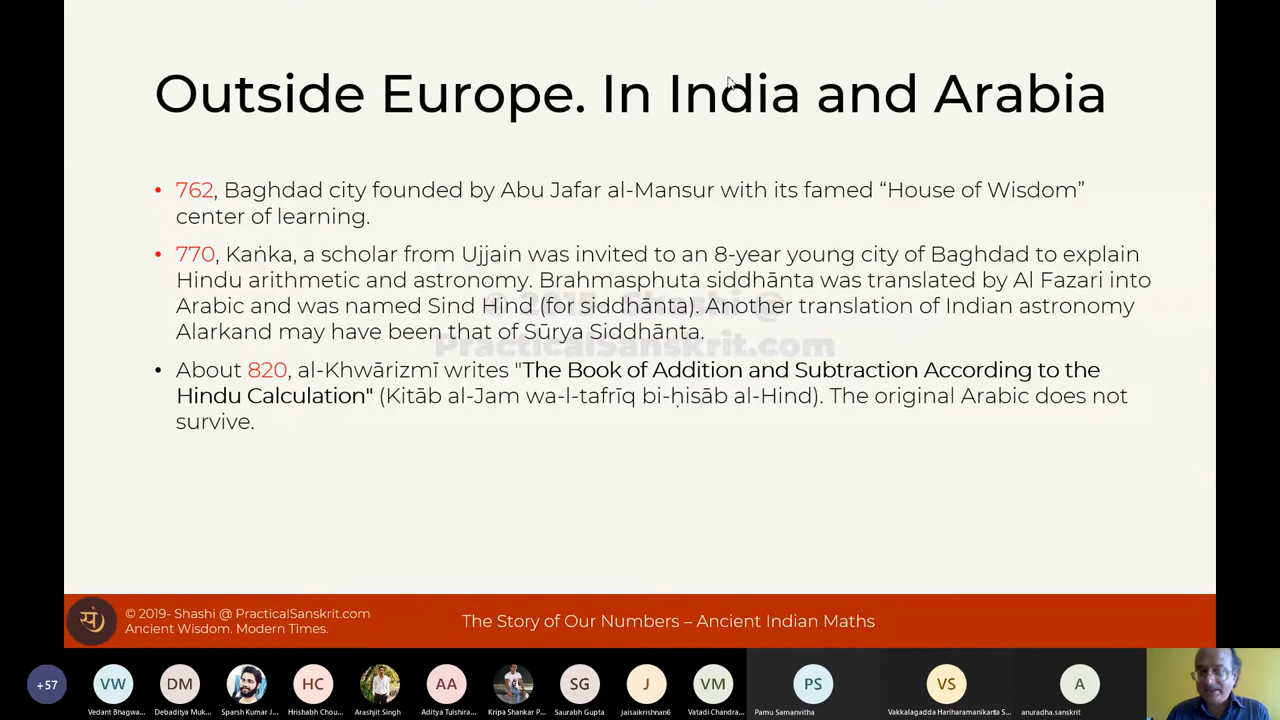 Outside Europe. In India and Arabia
• 762, Baghdad city founded by Abu Jafar al-Mansur with its famed “House of Wisdom”
center of learning.
• 770, Kaṅka, a scholar from Ujjain was invited to an 8-year young city of Baghdad to explain
Hindu arithmetic and astronomy. Brahmasphuta siddhānta was translated by Al Fazari into
Arabic and was named Sind Hind (for siddhānta). Another translation of Indian astronomy
Alarkand may have been that of Sūrya Siddhānta.
PracticalSanskrit.com
• About 820, al-Khwārizmī writes "The Book of Addition and Subtraction According to the
Hindu Calculation" (Kitāb al-Jam wa-l-tafrīq bi-ḥisāb al-Hind). The original Arabic does not
survive.
© 2019- Shashi @ PracticalSanskrit.com
Ancient Wisdom. Modern Times.
The Story of Our Numbers – Ancient Indian Maths
+57
VW
DM
HC
AA
SG
J
VM
PS
VS
A
Vedant Bhagwa...
Debaditya Muk...
Sparsh Kumar J...
Hrishabh Chou...
Arashjit Singh
Aditya Tulshira...
Kripa Shankar P...
Saurabh Gupta
jaisaikrishnan6
Vatadi Chandra...
Pamu Samanvitha
Vakkalagadda Hariharamanikanta S...
anuradha.sanskrit